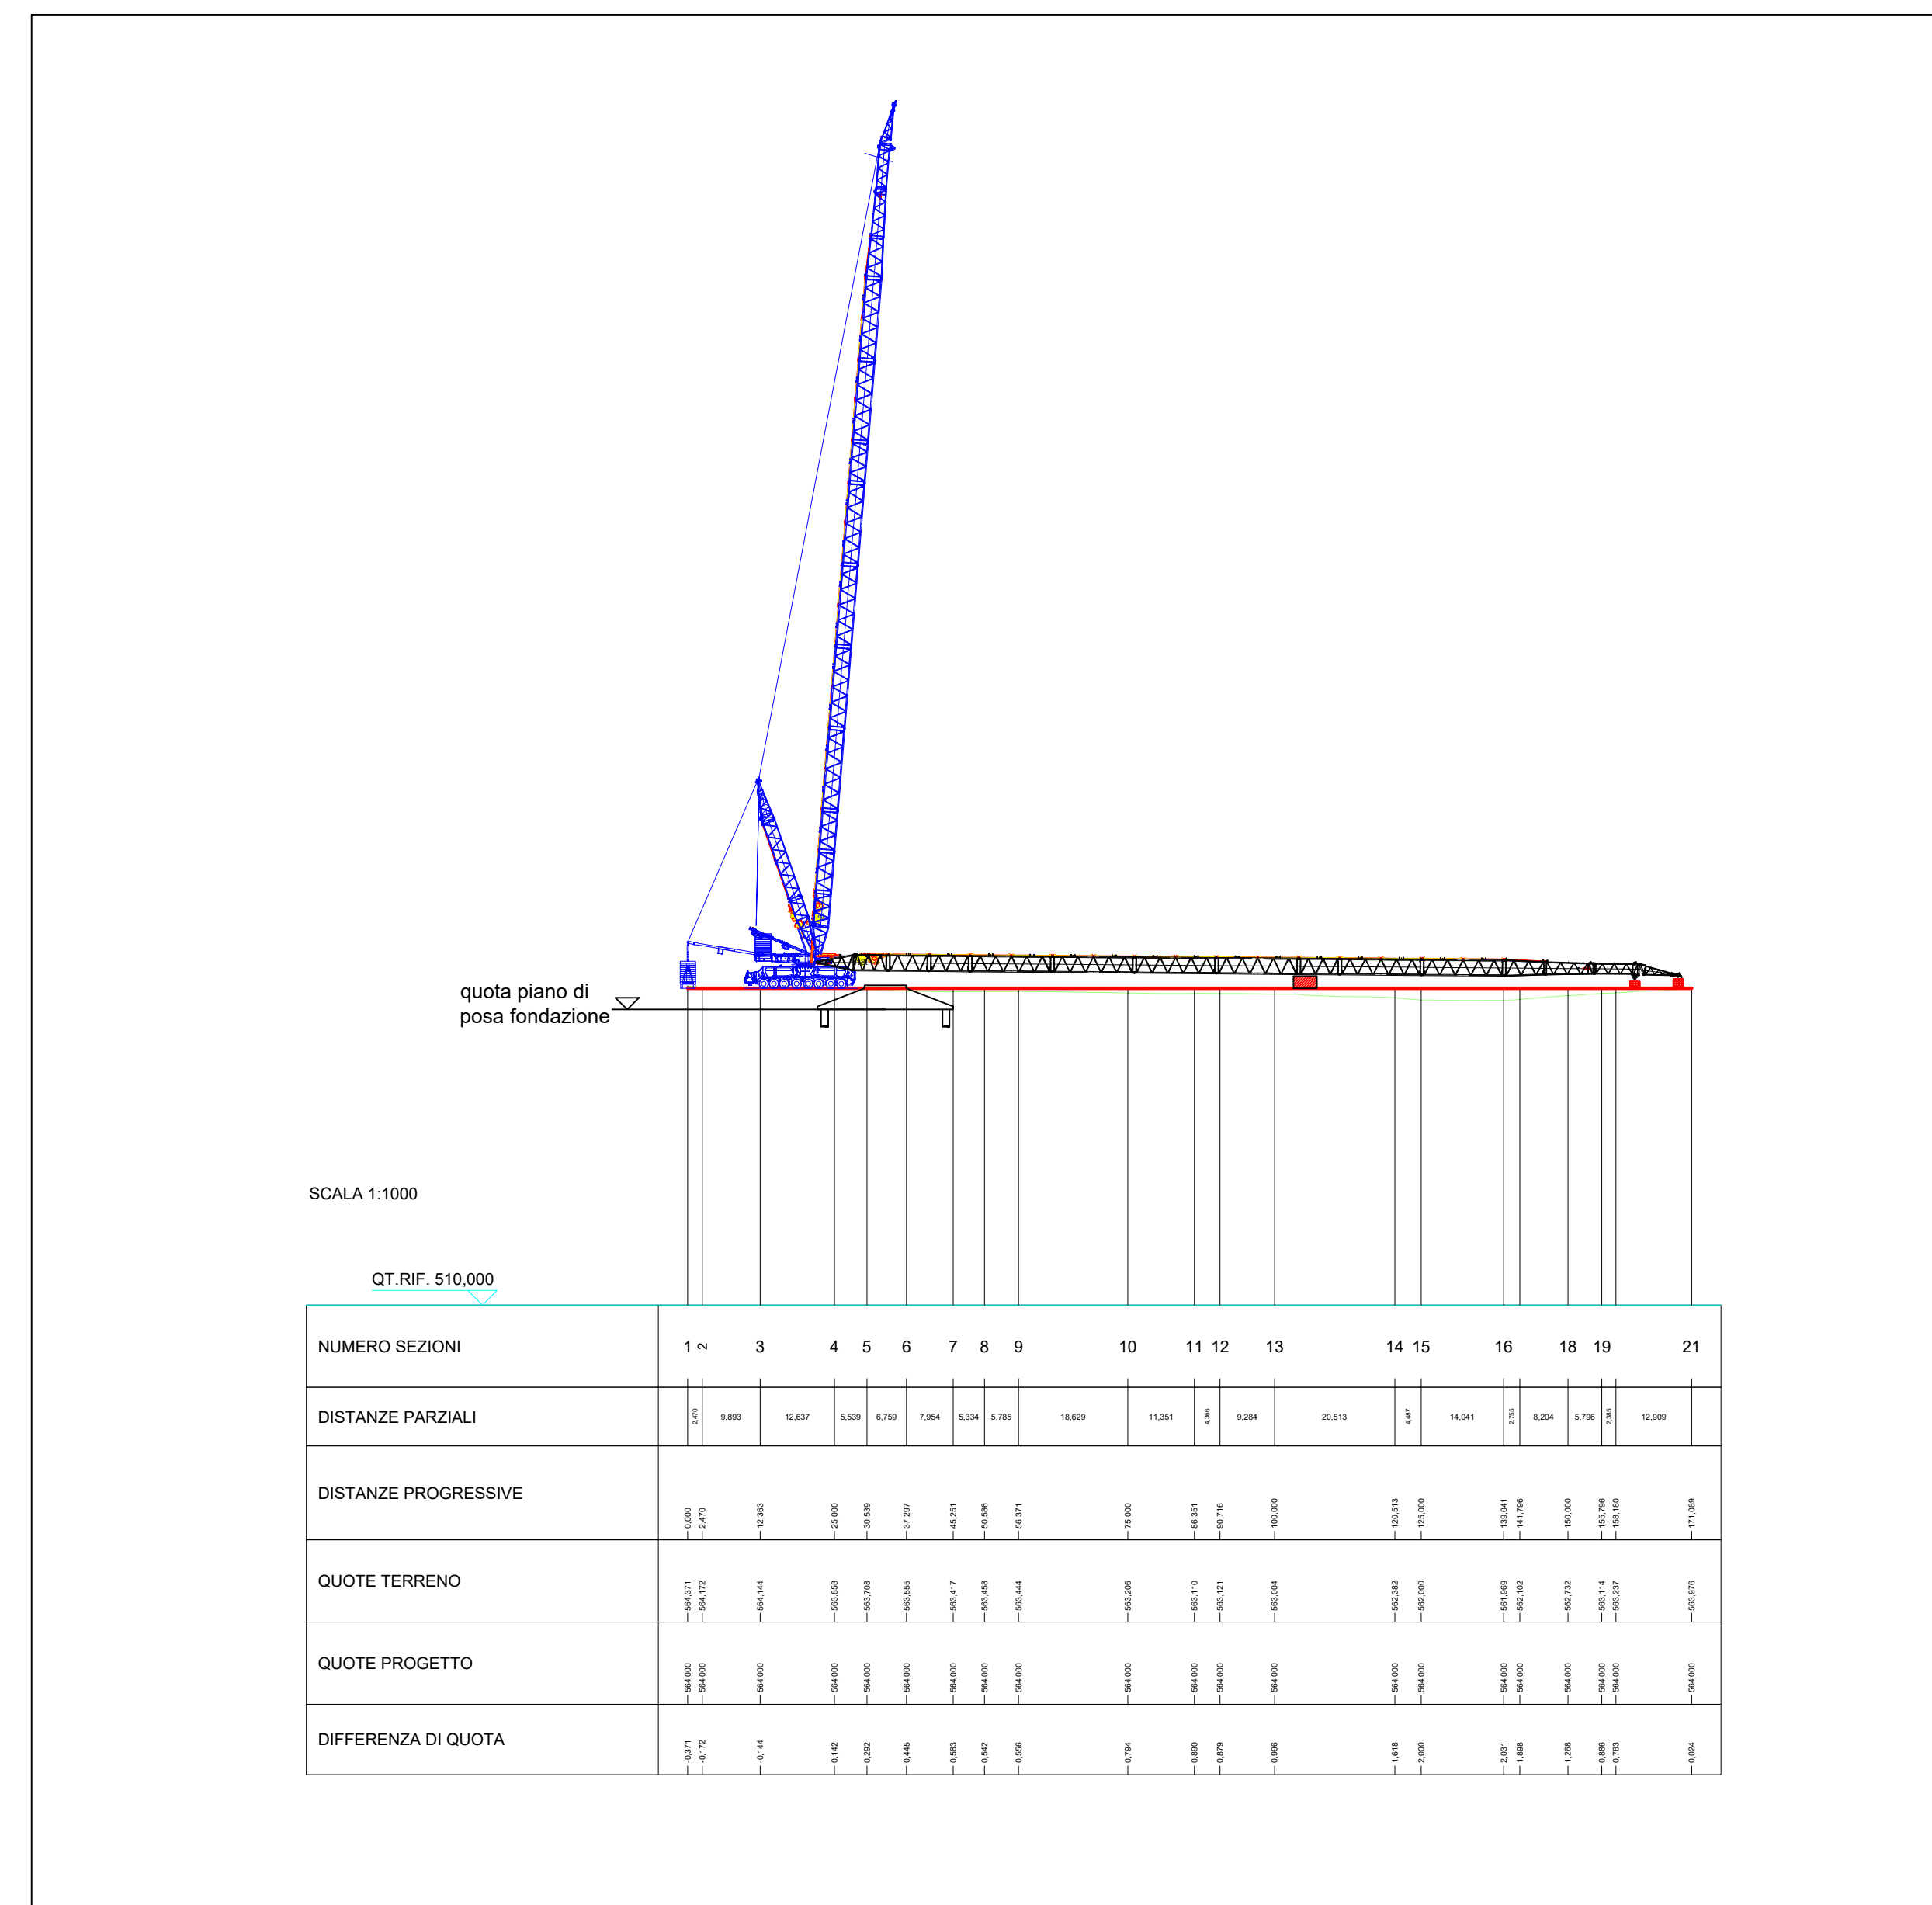 quota piano di
posa fondazione
SCALA 1:1000
QT.RIF. 510,000
NUMERO SEZIONI 1 2 3 4 5 6 7 8 9 10 11 12 13 14 15 16 18 19 21
DISTANZE PARZIALI 2,470 9,893 12,637 5,539 6,759 7,954 5,334 5,785 18,629 11,351 4,366 9,284 20,513 4,487 14,041 2,755 8,204 5,796 2,385 12,909
DISTANZE PROGRESSIVE 0,000 2,470 12,363 25,000 30,539 37,297 45,251 50,586 56,371 75,000 86,351 90,716 100,000 120,513 125,000 139,041 141,796 150,000 155,796 158,180 171,089
QUOTE TERRENO 564,371 564,172 564,144 563,858 563,708 563,555 563,417 563,458 563,444 563,206 563,110 563,121 563,004 562,382 562,000 561,969 562,102 562,732 563,114 563,237 563,976
QUOTE PROGETTO 564,000 564,000 564,000 564,000 564,000 564,000 564,000 564,000 564,000 564,000 564,000 564,000 564,000 564,000 564,000 564,000 564,000 564,000 564,000 564,000 564,000
DIFFERENZA DI QUOTA -0,371 -0,172 -0,144 0,142 0,292 0,445 0,583 0,542 0,556 0,794 0,890 0,879 0,996 1,618 2,000 2,031 1,898 1,268 0,886 0,763 0,024